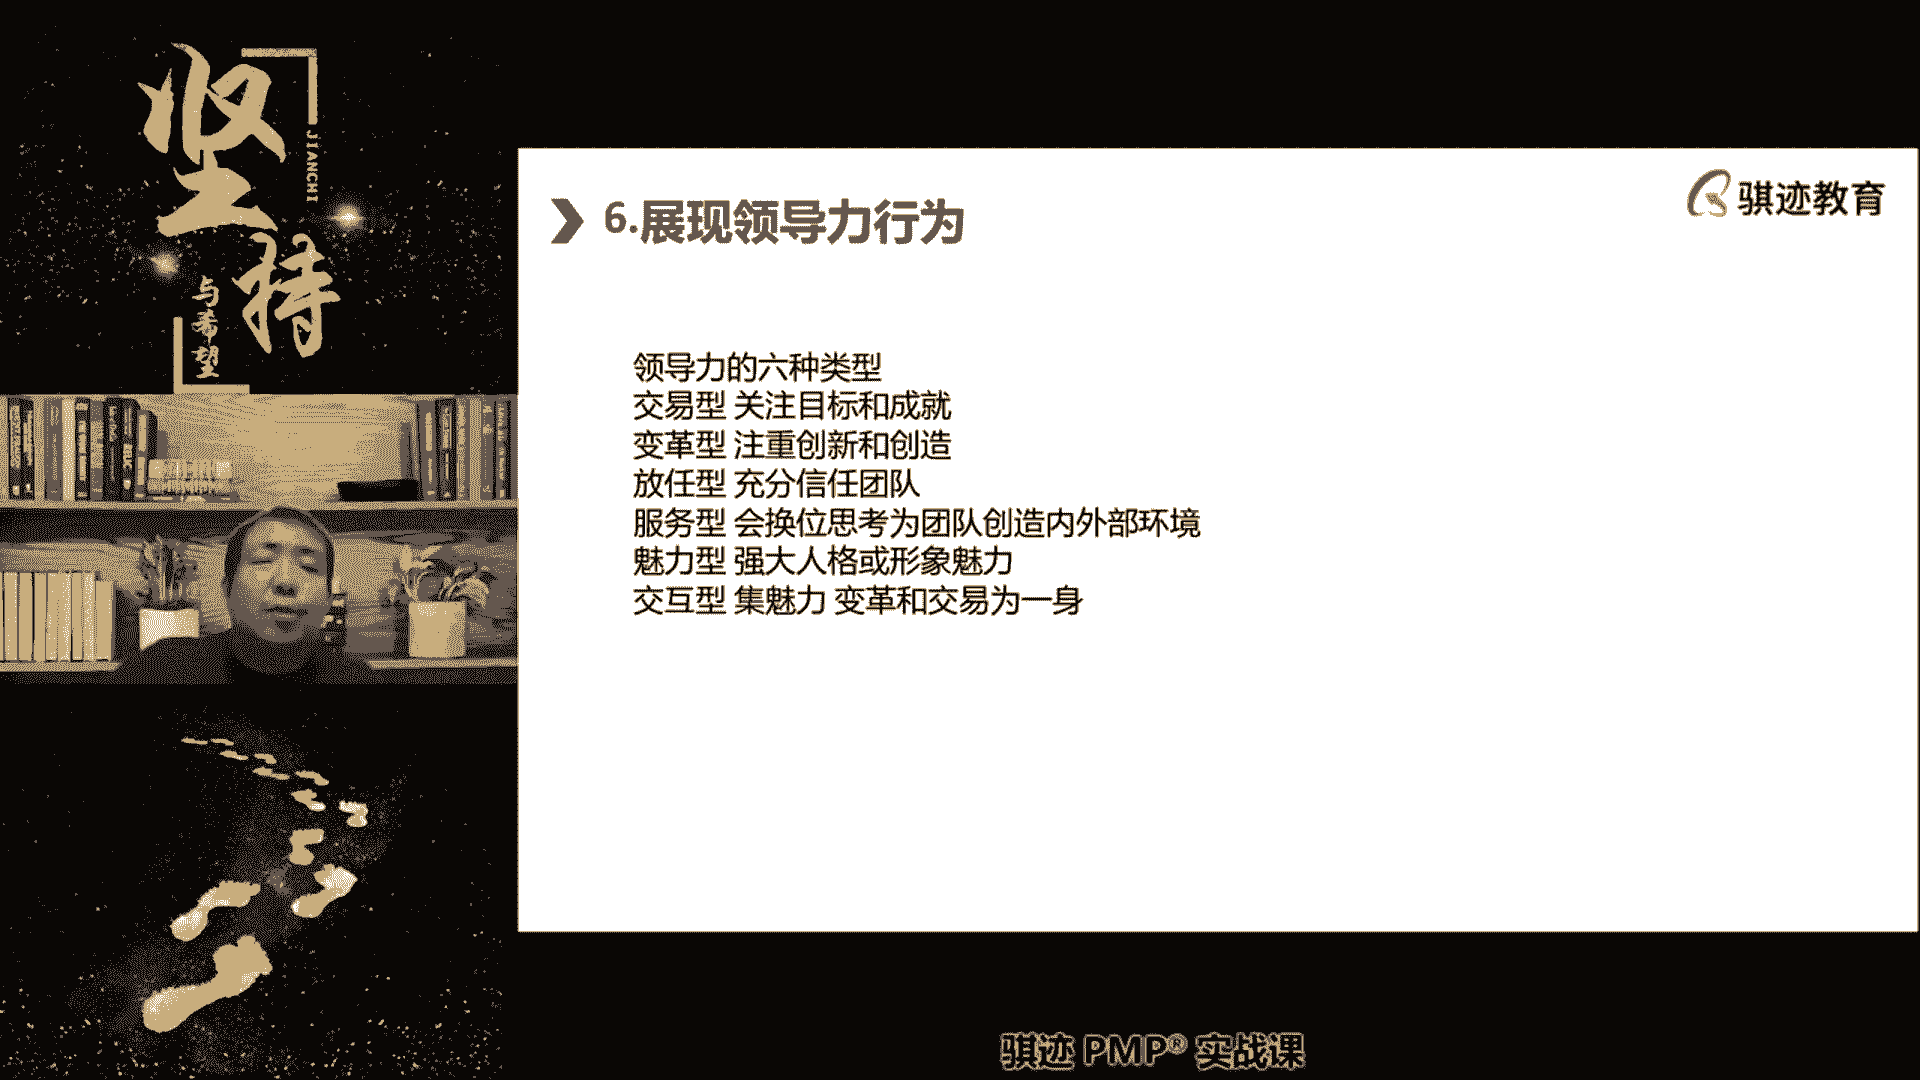 坚持
JIANCHI
与希望
骐迹教育
6.展现领导力行为
领导力的六种类型
交易型 关注目标和成就
变革型 注重创新和创造
放任型 充分信任团队
服务型 会换位思考为团队创造内外部环境
魅力型 强大人格或形象魅力
交互型 集魅力 变革和交易为一身
骐迹 PMP® 实战课